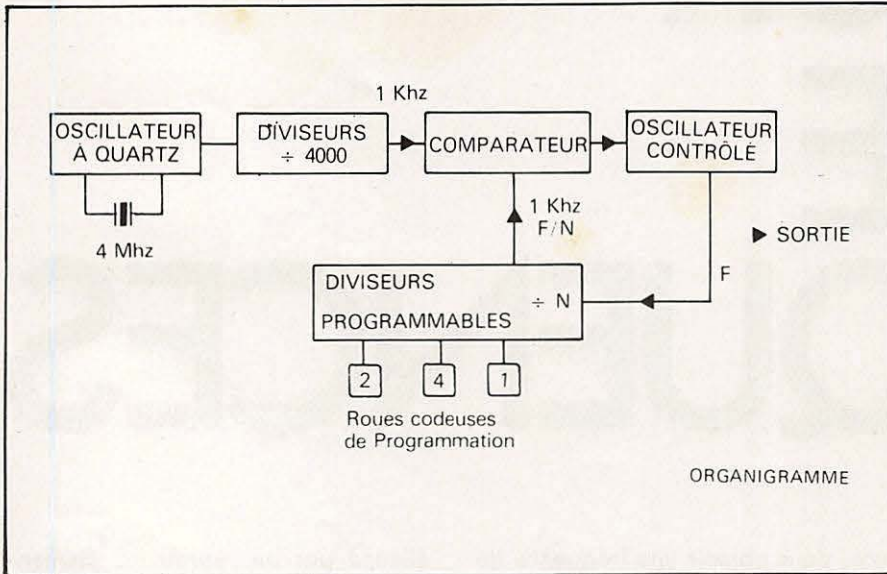 1 Khz
OSCILLATEUR
À QUARTZ
DIVISEURS
÷ 4000
COMPARATEUR
OSCILLATEUR
CONTRÔLÉ
4 Mhz
1 Khz
F/N
SORTIE
F
DIVISEURS
PROGRAMMABLES
÷ N
2 4 1
Roues codeuses
de Programmation
ORGANIGRAMME